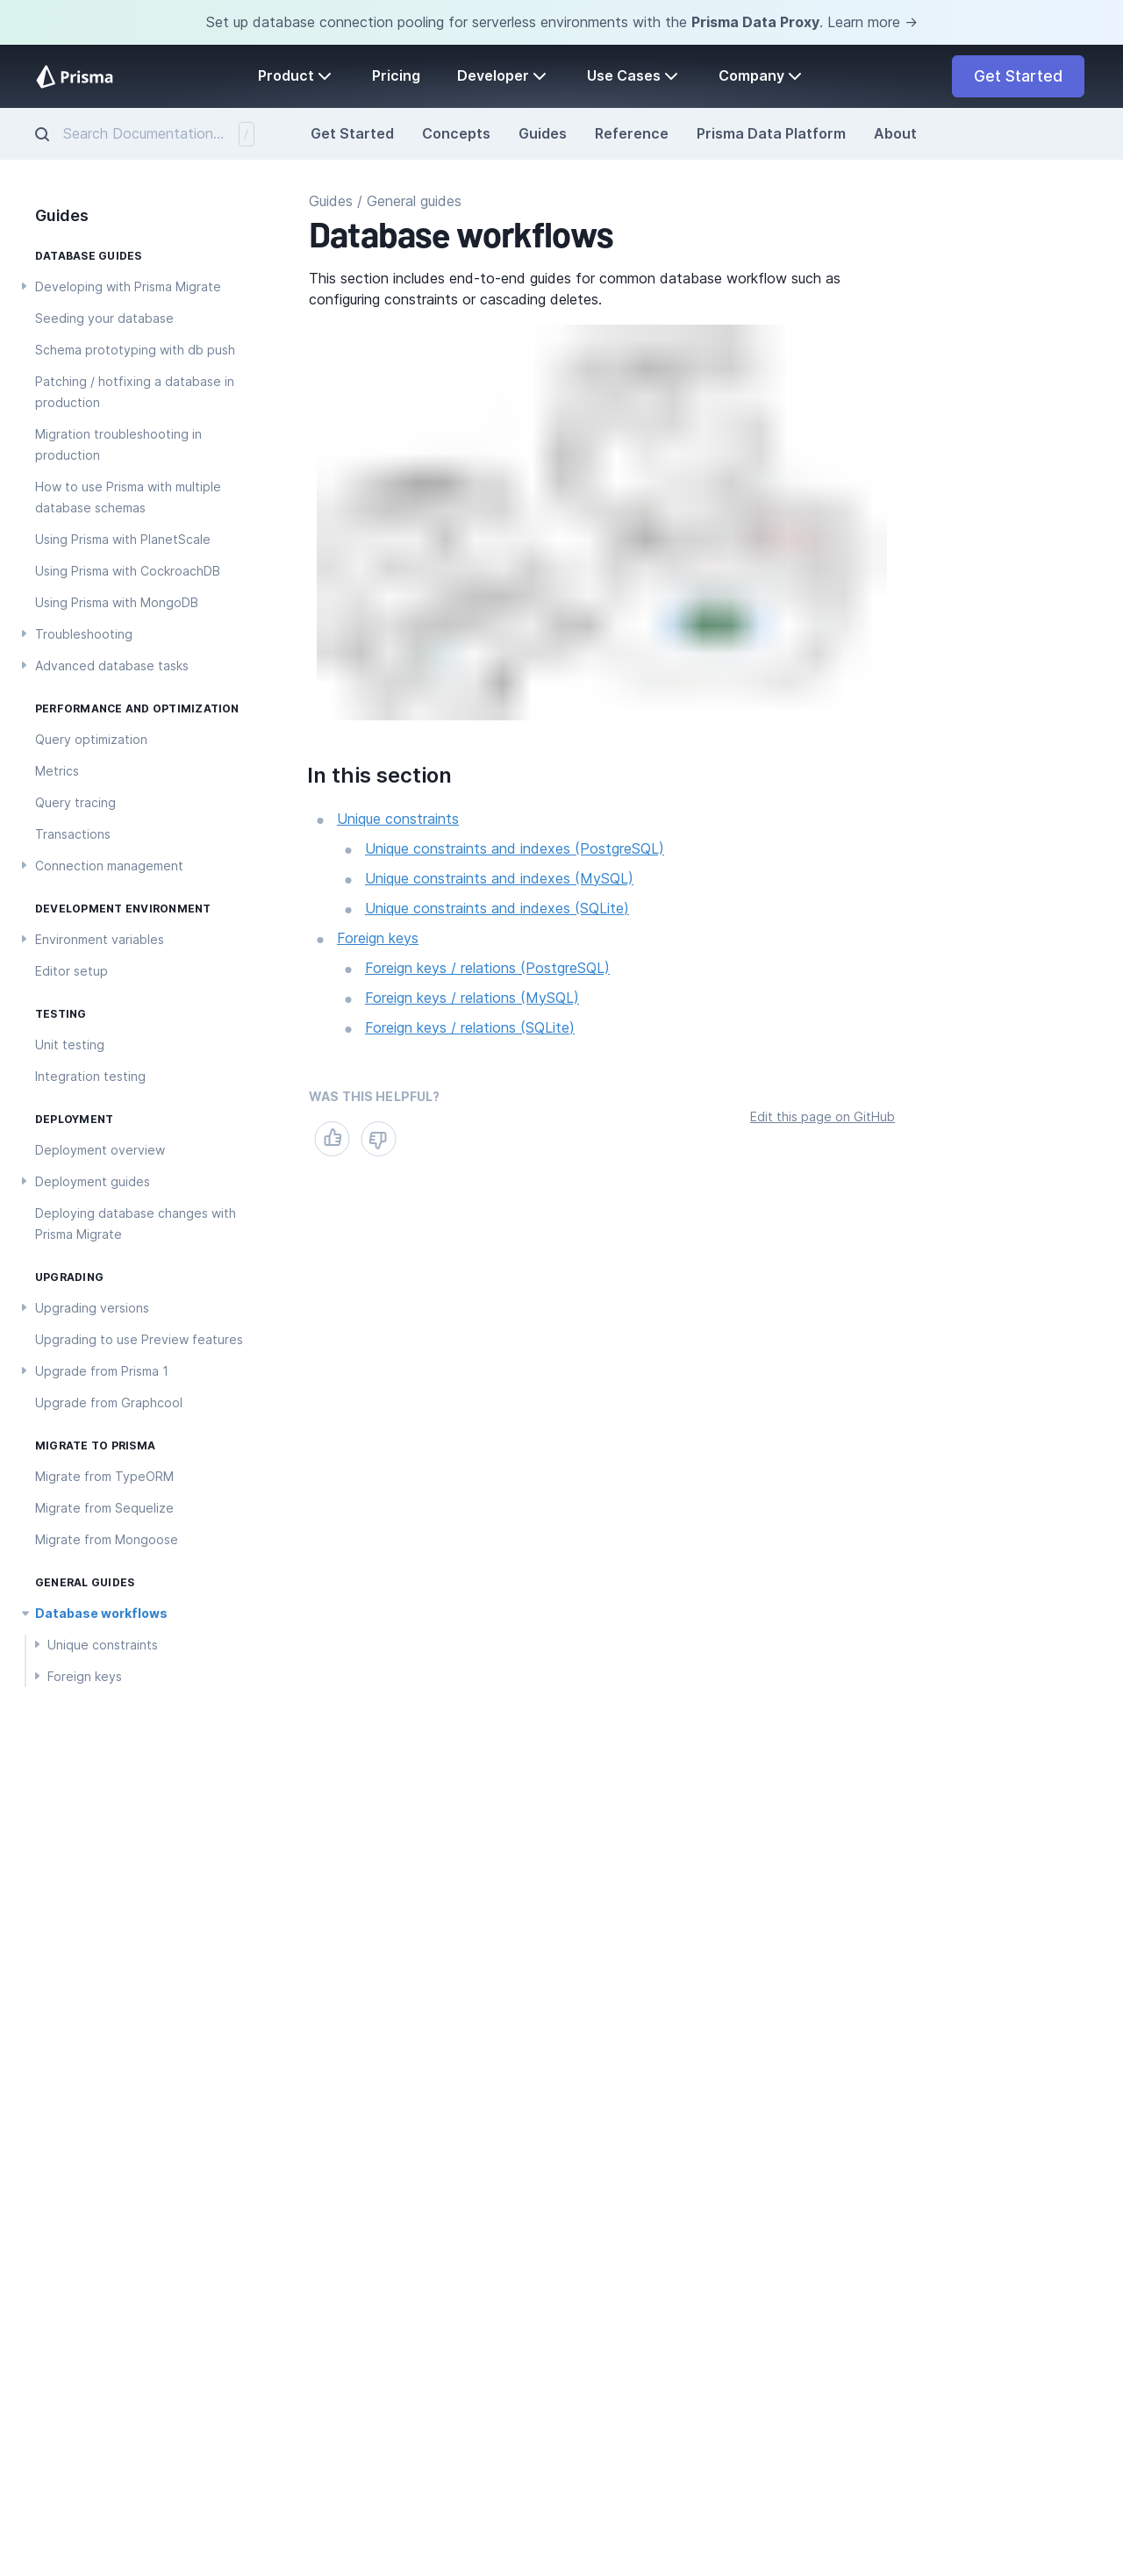 Set up database connection pooling for serverless environments with the Prisma Data Proxy. Learn more →
Prisma
Product
Pricing
Developer
Use Cases
Company
Get Started
Search Documentation...
/
Get Started
Concepts
Guides
Reference
Prisma Data Platform
About
Guides
DATABASE GUIDES
Developing with Prisma Migrate
Seeding your database
Schema prototyping with db push
Patching / hotfixing a database in
production
Migration troubleshooting in
production
How to use Prisma with multiple
database schemas
Using Prisma with PlanetScale
Using Prisma with CockroachDB
Using Prisma with MongoDB
Troubleshooting
Advanced database tasks
PERFORMANCE AND OPTIMIZATION
Query optimization
Metrics
Query tracing
Transactions
Connection management
DEVELOPMENT ENVIRONMENT
Environment variables
Editor setup
TESTING
Unit testing
Integration testing
DEPLOYMENT
Deployment overview
Deployment guides
Deploying database changes with
Prisma Migrate
UPGRADING
Upgrading versions
Upgrading to use Preview features
Upgrade from Prisma 1
Upgrade from Graphcool
MIGRATE TO PRISMA
Migrate from TypeORM
Migrate from Sequelize
Migrate from Mongoose
GENERAL GUIDES
Database workflows
Unique constraints
Foreign keys
Guides / General guides
Database workflows
This section includes end-to-end guides for common database workflow such as
configuring constraints or cascading deletes.
In this section
Unique constraints
Unique constraints and indexes (PostgreSQL)
Unique constraints and indexes (MySQL)
Unique constraints and indexes (SQLite)
Foreign keys
Foreign keys / relations (PostgreSQL)
Foreign keys / relations (MySQL)
Foreign keys / relations (SQLite)
WAS THIS HELPFUL?
Edit this page on GitHub